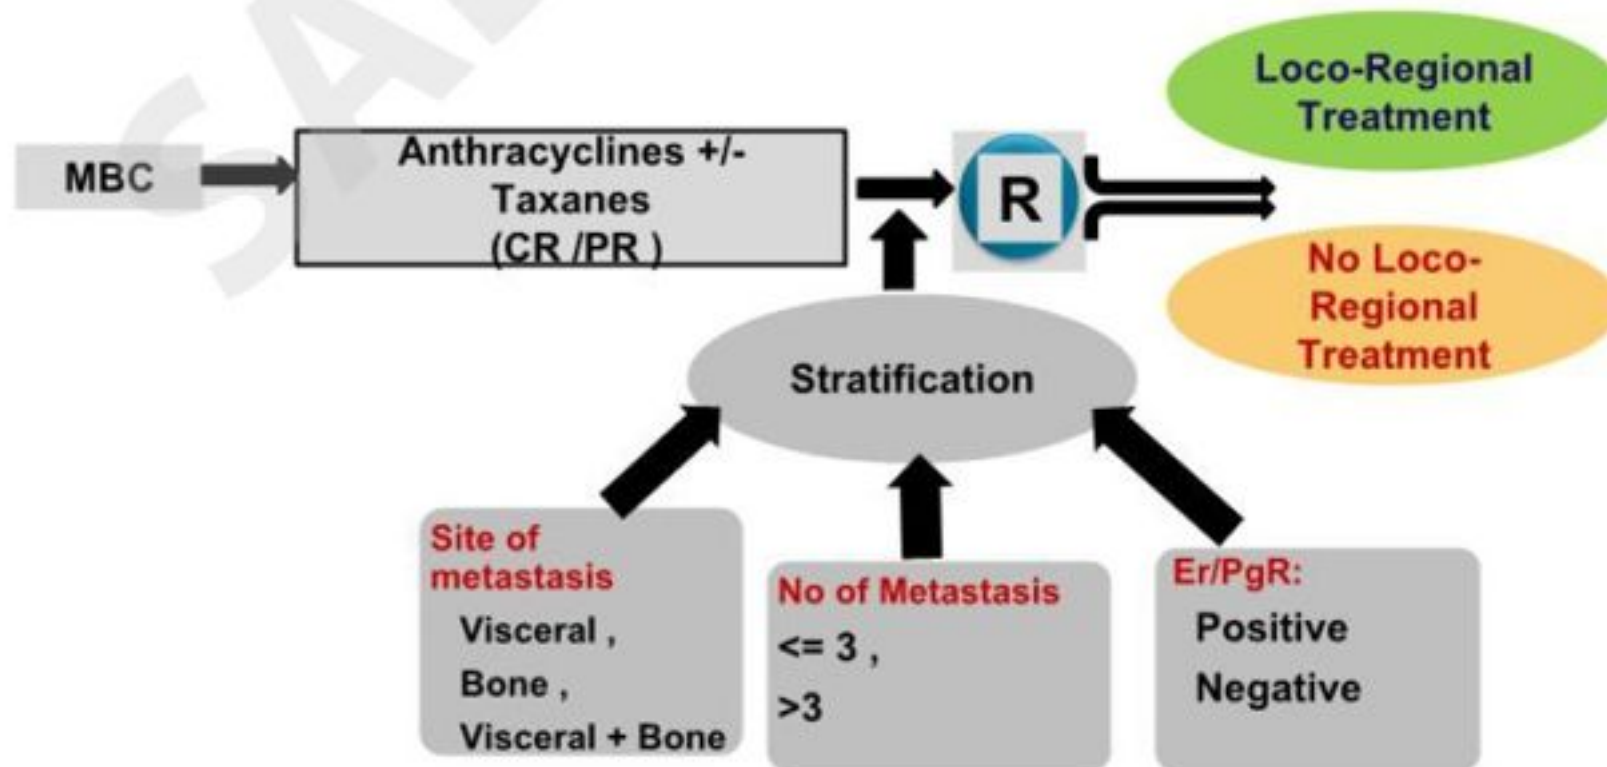 MBC
Anthracyclines +/-
Taxanes
(CR /PR )
R
Loco-Regional
Treatment
No Loco-
Regional
Treatment
Stratification
Site of
metastasis
Visceral ,
Bone ,
Visceral + Bone
No of Metastasis
<= 3 ,
>3
Er/PgR:
Positive
Negative